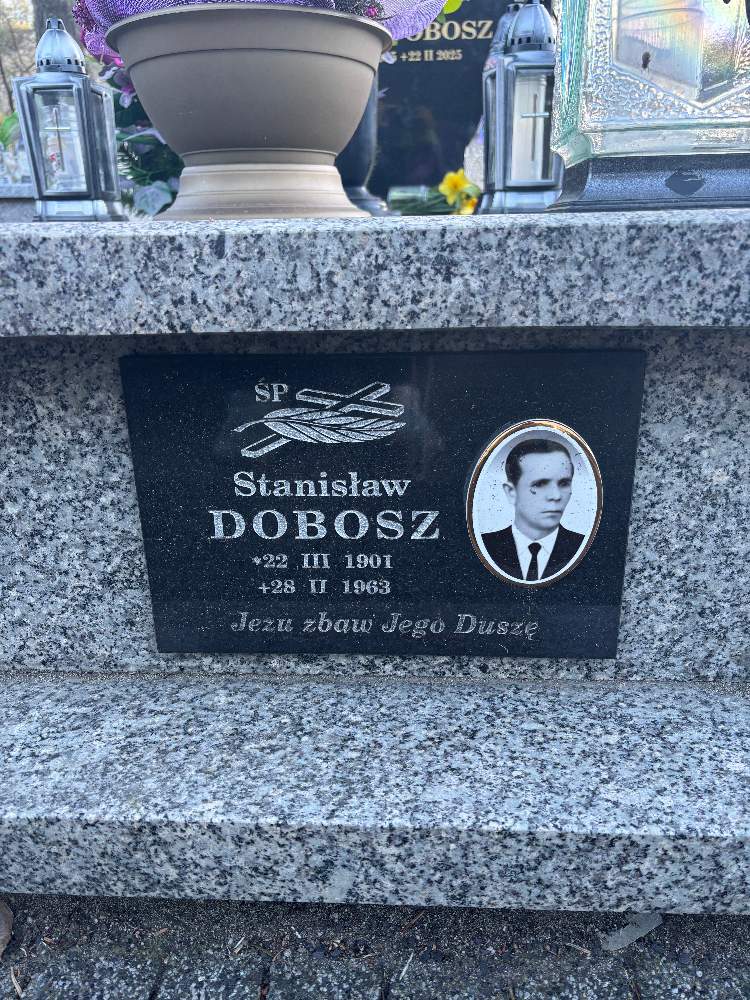 DOBOSZ
+22 II 2025
ŚP
Stanisław
DOBOSZ
*22 III 1901
+28 II 1963
Jezu zbaw Jego Duszę